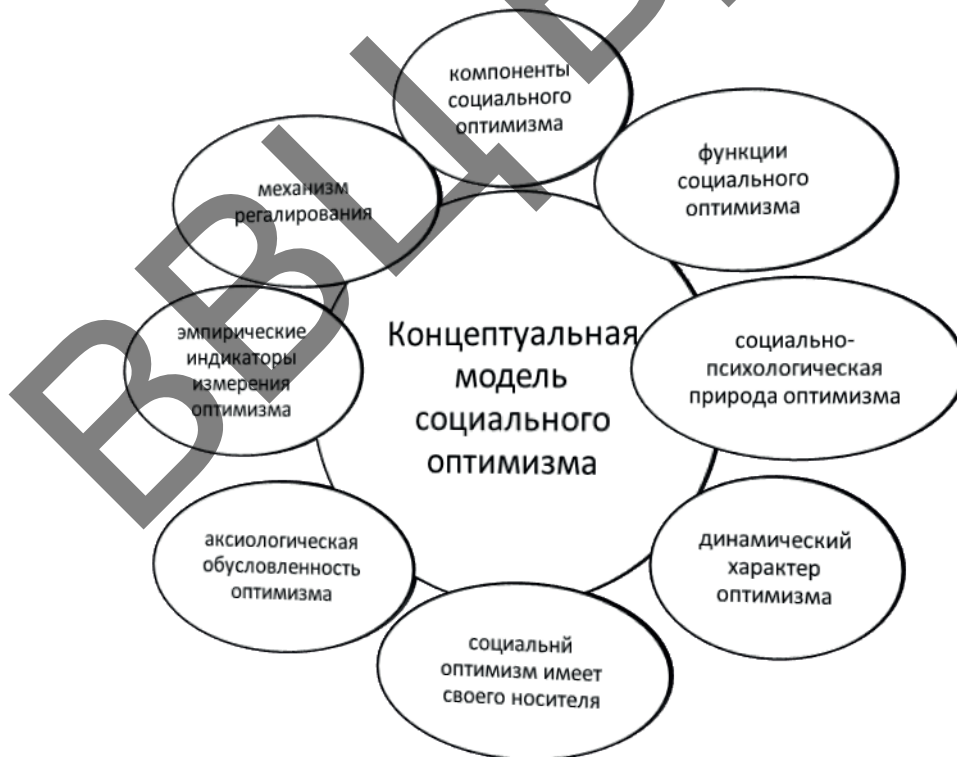 компоненты
социального
оптимизма
функции
социального
оптимизма
механизм
регалирования
Концептуальная
модель
социального
оптимизма
социально-
психологическая
природа оптимизма
эмпирические
индикаторы
измерения
оптимизма
динамический
характер
оптимизма
аксиологическая
обусловленность
оптимизма
социальнй
оптимизм имеет
своего носителя